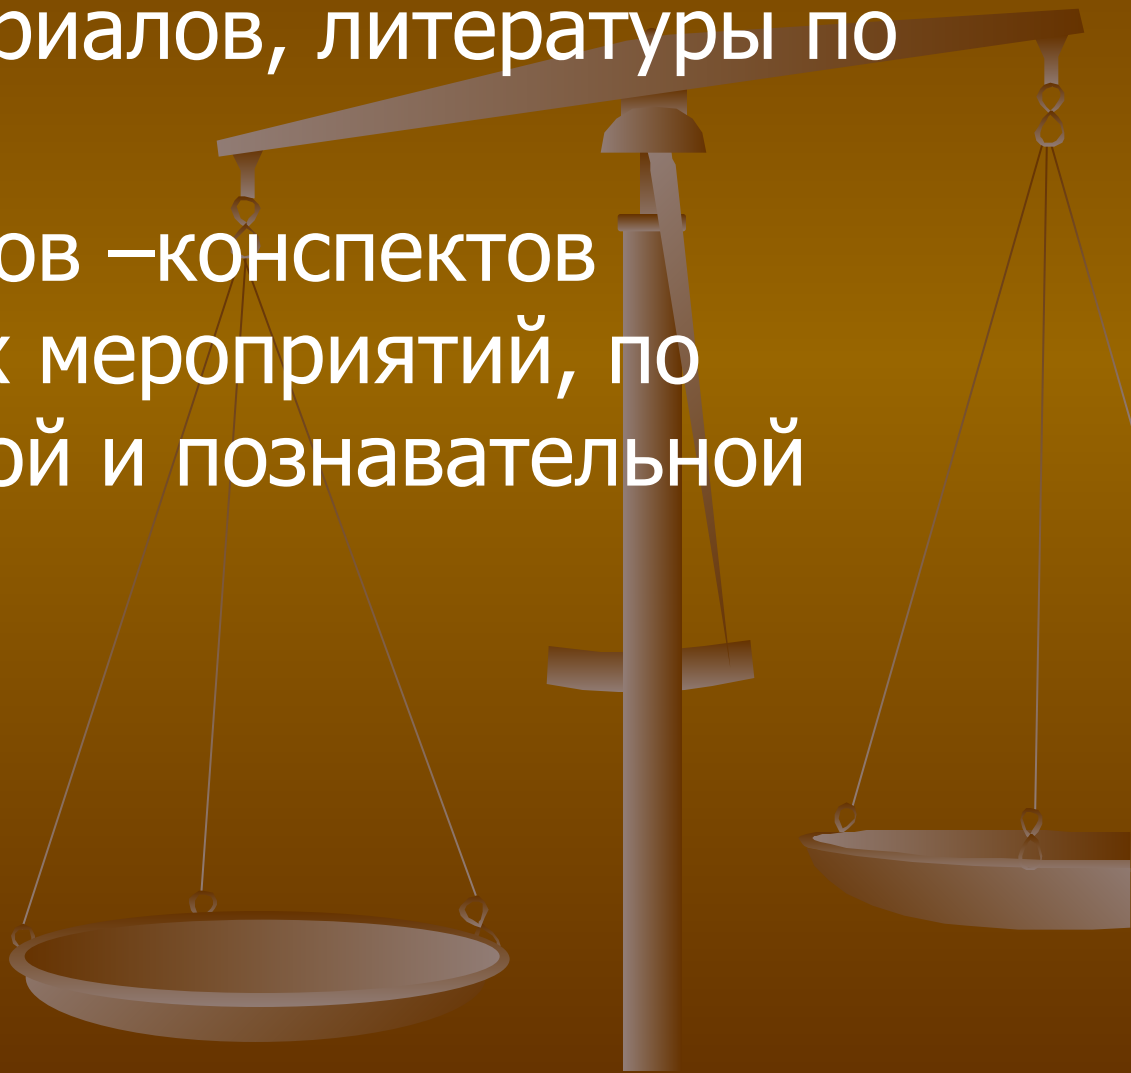 риалов, литературы по
ов –конспектов
х мероприятий, по
ой и познавательной